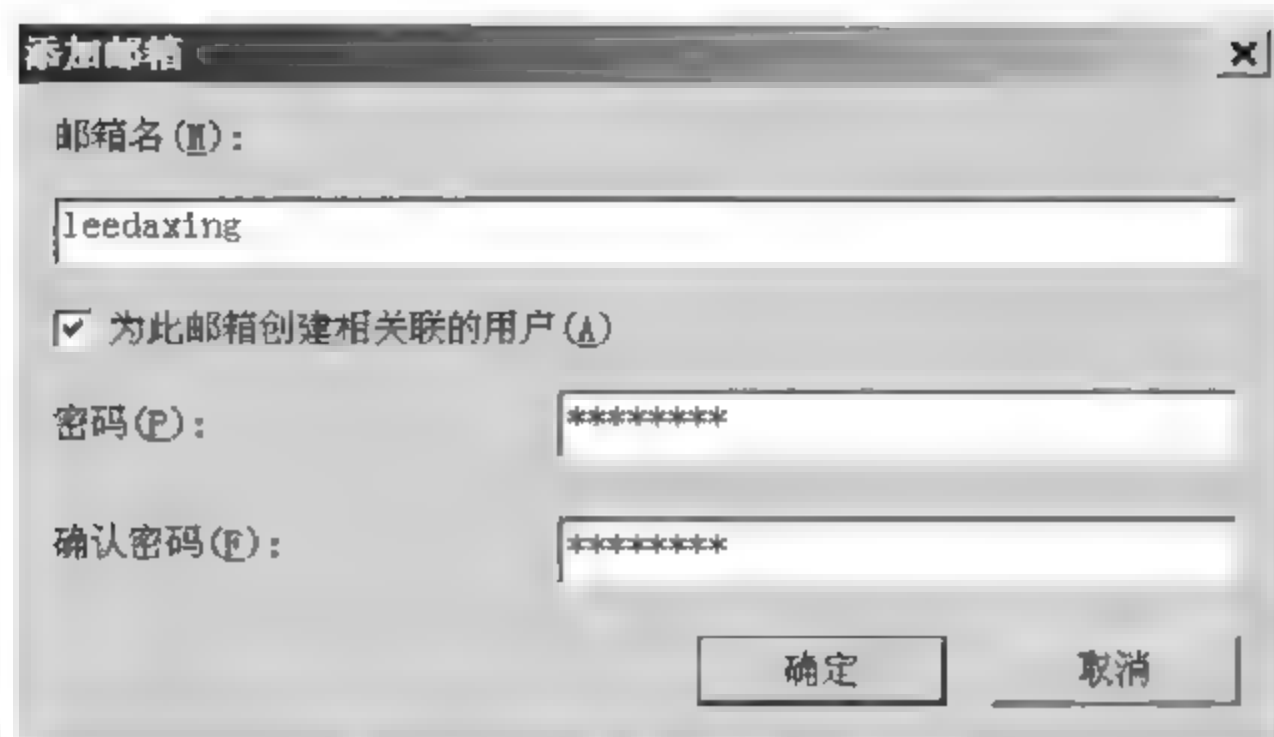 添加邮箱
邮箱名(M):
leedaxing
为此邮箱创建相关联的用户(A)
密码(P):
********
确认密码(F):
********
确定
取消